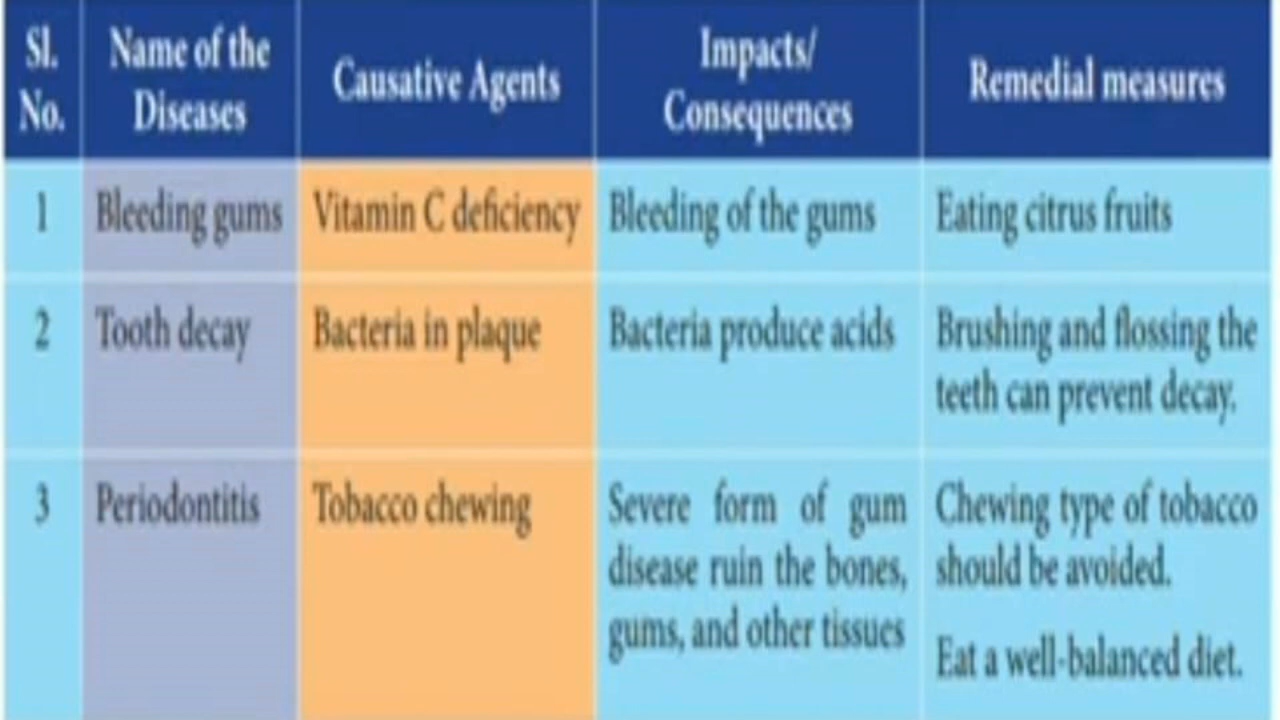 Sl. No.
Name of the Diseases
Causative Agents
Impacts/ Consequences
Remedial measures
1
Bleeding gums
Vitamin C deficiency
Bleeding of the gums
Eating citrus fruits
2
Tooth decay
Bacteria in plaque
Bacteria produce acids
Brushing and flossing the
teeth can prevent decay.
3
Periodontitis
Tobacco chewing
Severe form of gum
disease ruin the bones,
gums, and other tissues
Chewing type of tobacco
should be avoided.
Eat a well-balanced diet.